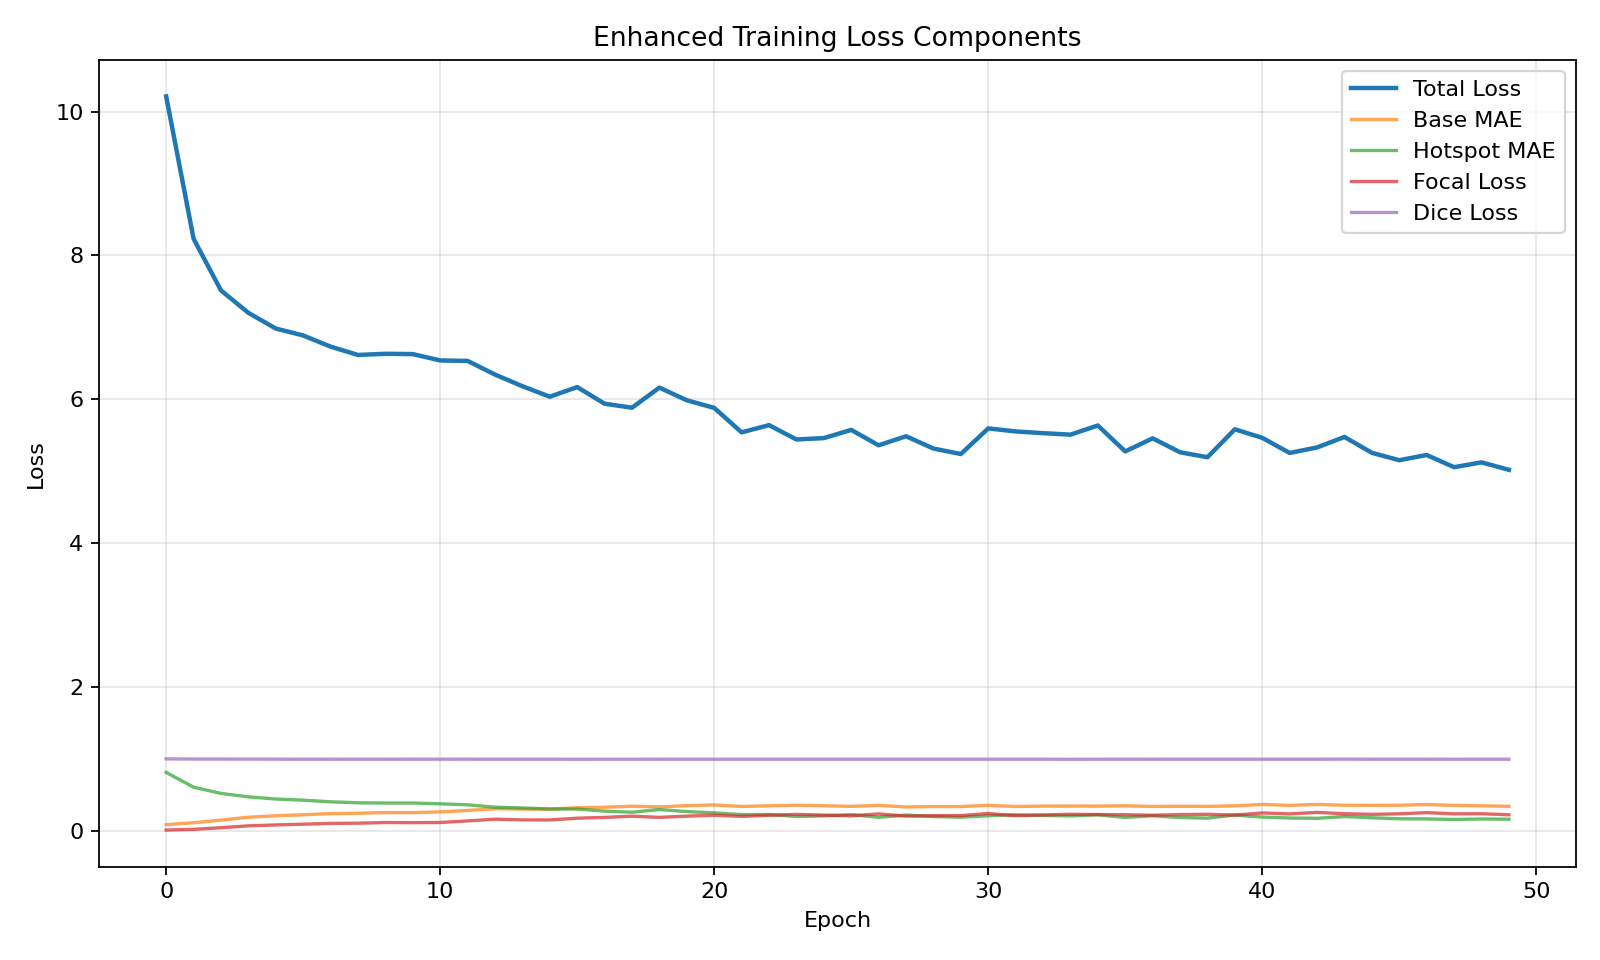 Enhanced Training Loss Components
Total Loss
Base MAE
Hotspot MAE
Focal Loss
Dice Loss
10
8
6
4
2
0
Loss
0 10 20 30 40 50
Epoch